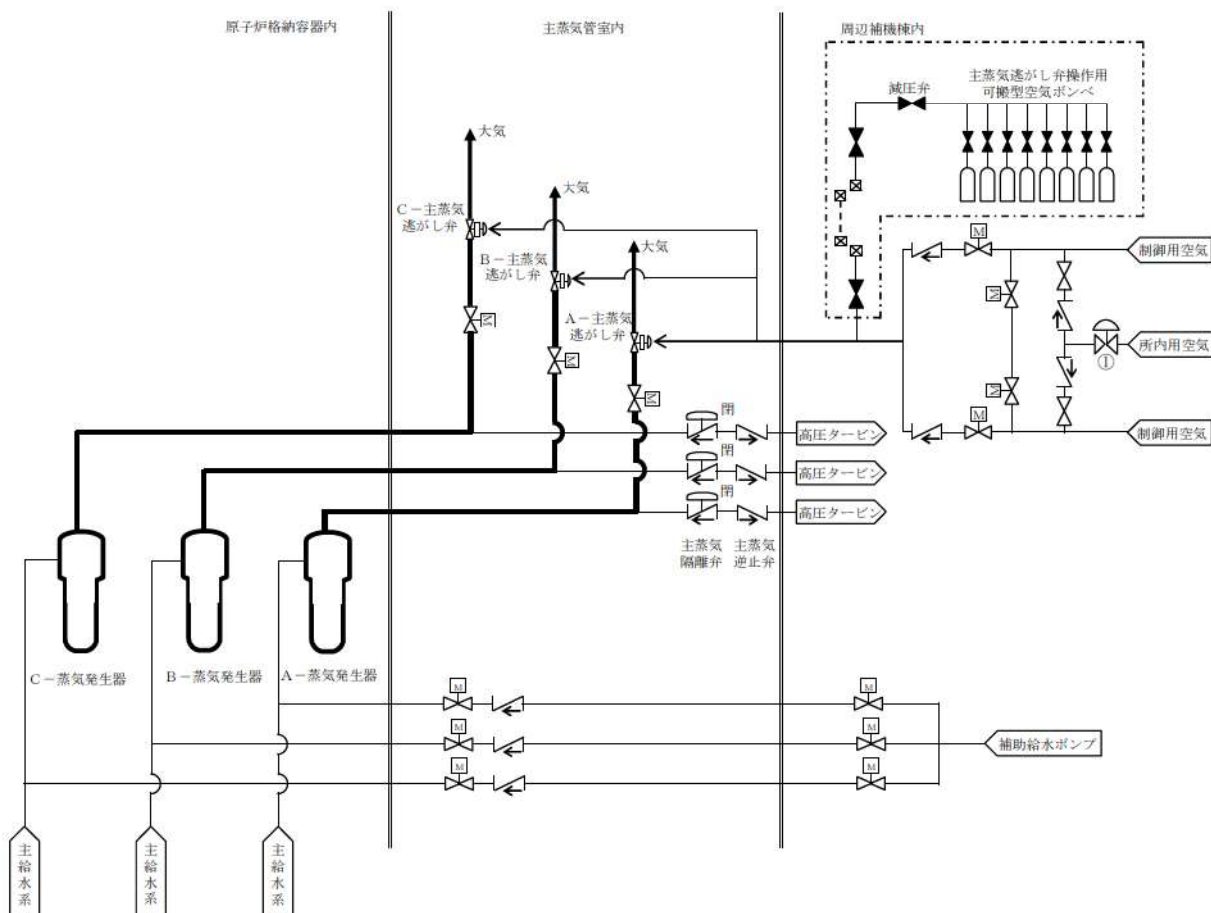 原子炉格納容器内
主蒸気管室内
周辺補機棟内
主蒸気逃がし弁操作用
可搬型空気ボンベ
減圧弁
大気
大気
C－主蒸気
逃がし弁
大気
B－主蒸気
逃がし弁
A－主蒸気
逃がし弁
M
制御用空気
M
M
所内用空気
①
M
M
M
M
制御用空気
閉
高圧タービン
閉
高圧タービン
閉
高圧タービン
主蒸気
隔離弁
主蒸気
逆止弁
C－蒸気発生器
B－蒸気発生器
A－蒸気発生器
M
M
M
M
補助給水ポンプ
M
M
主給水系
主給水系
主給水系